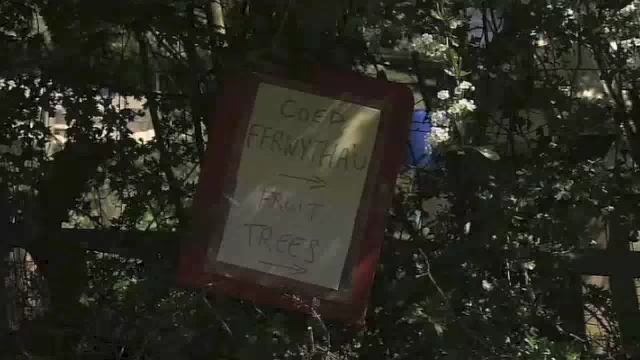 COED
FFRWYTHAU
→
FRUIT
TREES
→